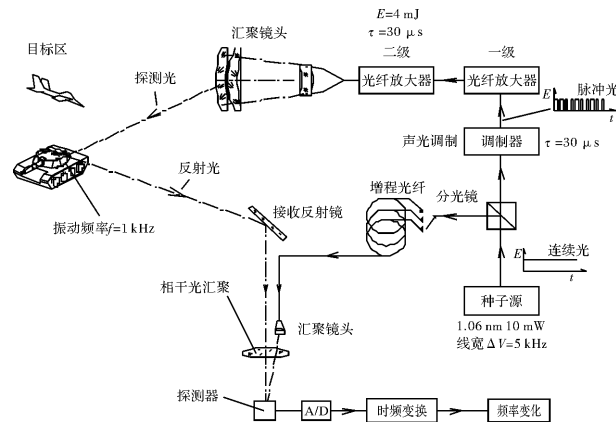 目标区
探测光
汇聚镜头
E=4 mJ
τ=30 μs
二级
光纤放大器
一级
光纤放大器
E
脉冲光
t
声光调制
调制器
τ=30 μs
反射光
振动频率f=1 kHz
接收反射镜
增程光纤
分光镜
E
连续光
t
种子源
1.06 nm 10 mW
线宽ΔV=5 kHz
相干光汇聚
汇聚镜头
探测器
A/D
时频变换
频率变化